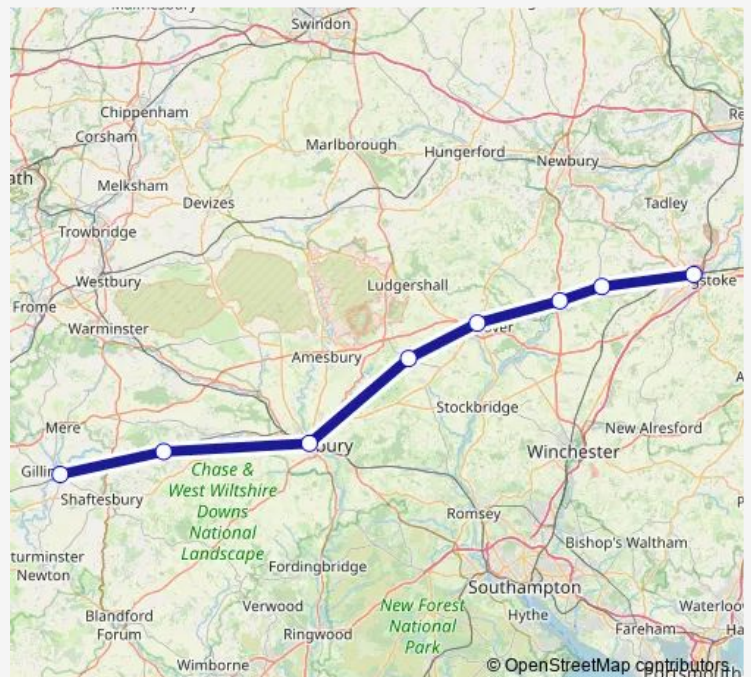 Swindon
Chippenham
Corsham
Marlborough
Hungerford
Newbury
Melksham
Devizes
Tadley
Trowbridge
Westbury
Ludgershall
Frome
Warminster
Amesbury
Stockbridge
Mere
New Alresford
Winchester
Chase &
West Wiltshire
Downs
National
Landscape
Shaftesbury
Romsey
Bishop's Waltham
Newton
Fordingbridge
Southampton
Verwood
New Forest
National
Park
Hythe
Blandford
Forum
Ringwood
Fareham
Wimborne
© OpenStreetMap contributors